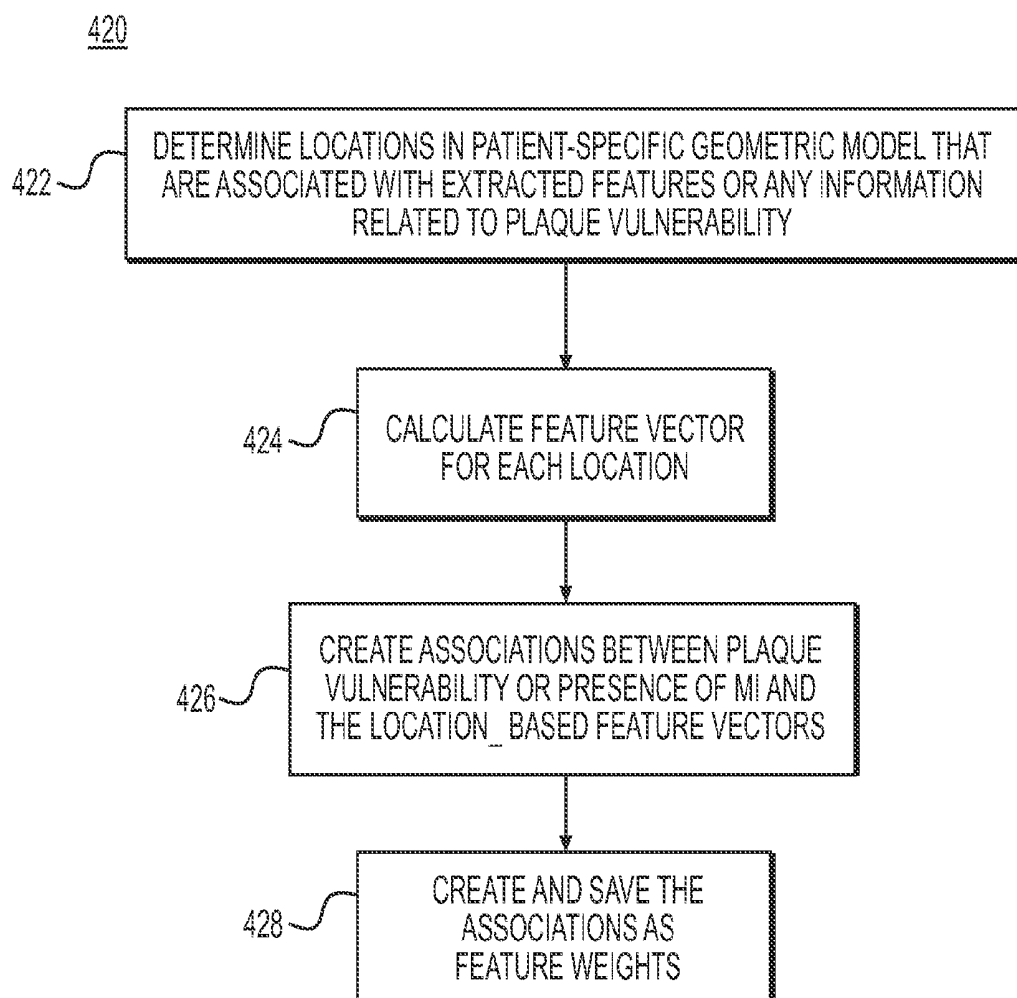 420
422
DETERMINE LOCATIONS IN PATIENT-SPECIFIC GEOMETRIC MODEL THAT
ARE ASSOCIATED WITH EXTRACTED FEATURES OR ANY INFORMATION
RELATED TO PLAQUE VULNERABILITY
424
CALCULATE FEATURE VECTOR
FOR EACH LOCATION
426
CREATE ASSOCIATIONS BETWEEN PLAQUE
VULNERABILITY OR PRESENCE OF MI AND
THE LOCATION_ BASED FEATURE VECTORS
428
CREATE AND SAVE THE
ASSOCIATIONS AS
FEATURE WEIGHTS